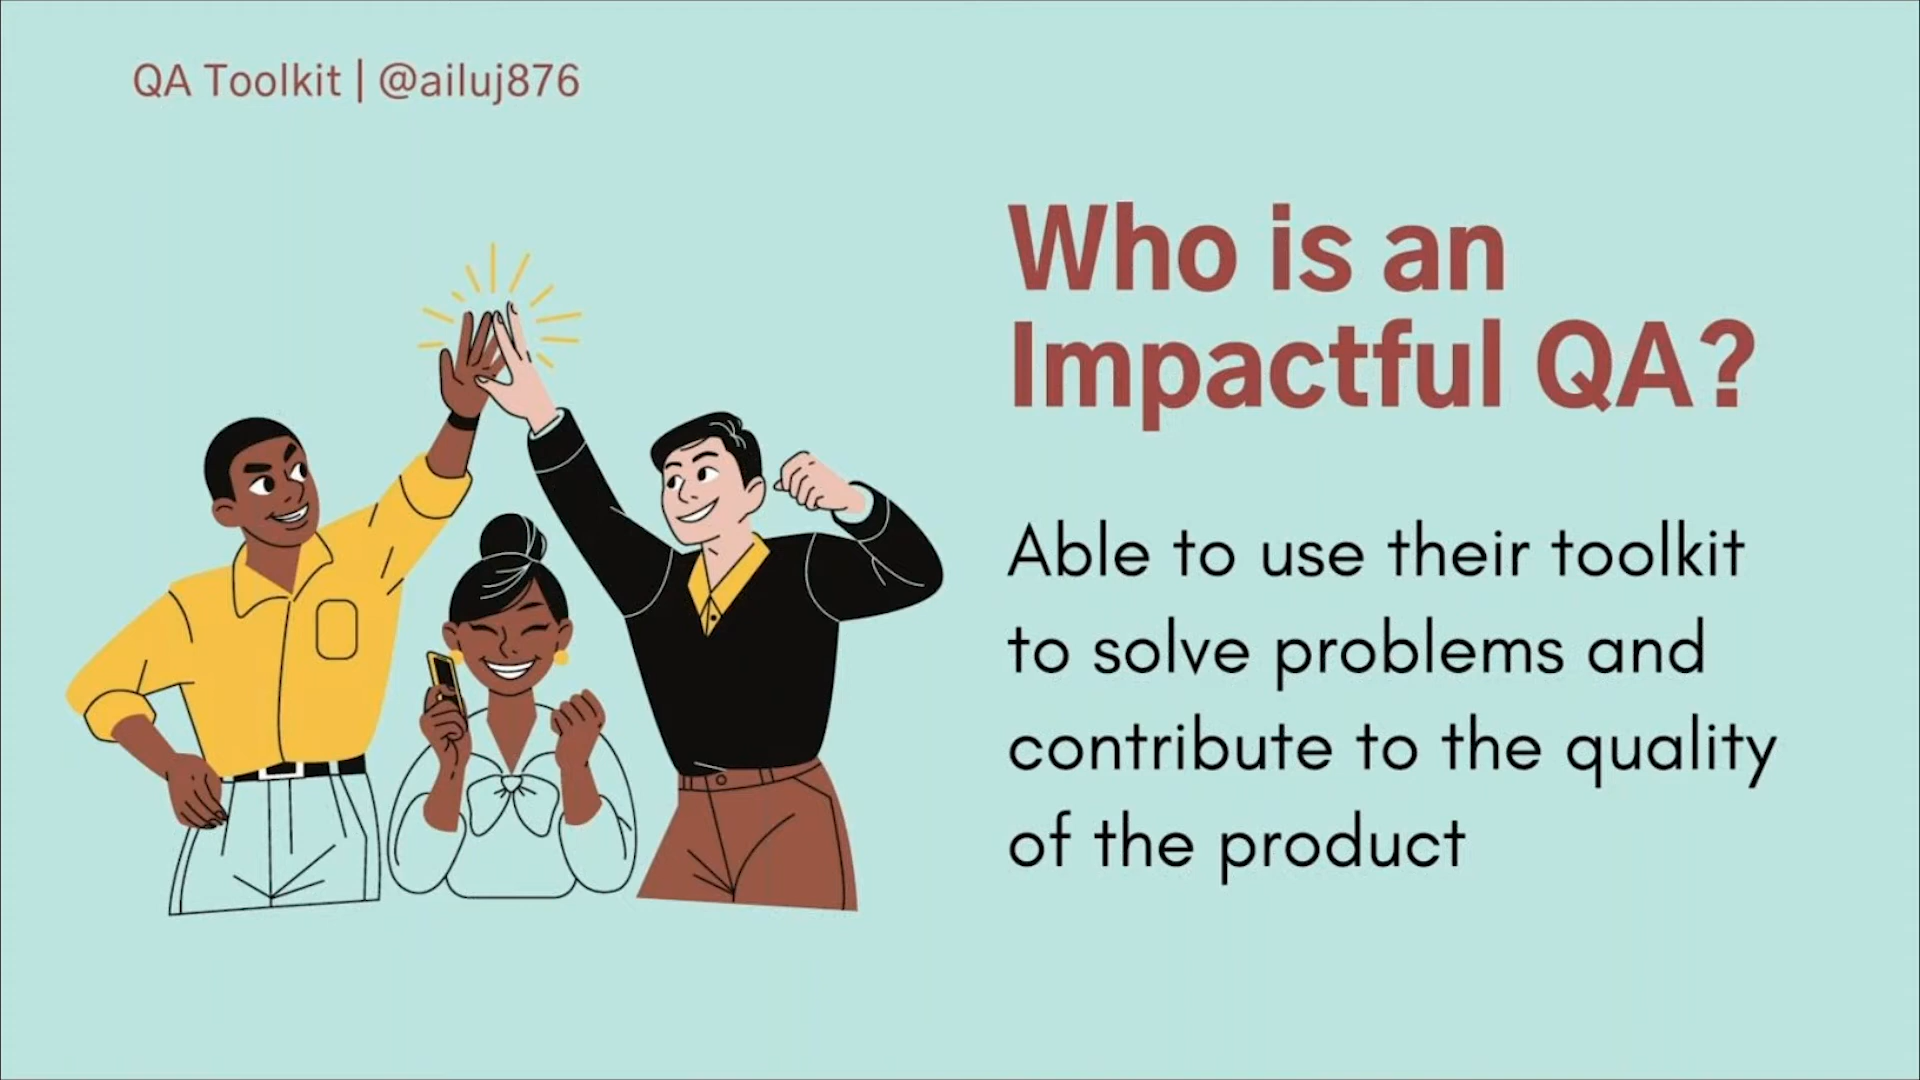 QA Toolkit | @ailuj876
Who is an
Impactful QA?
Able to use their toolkit
to solve problems and
contribute to the quality
of the product